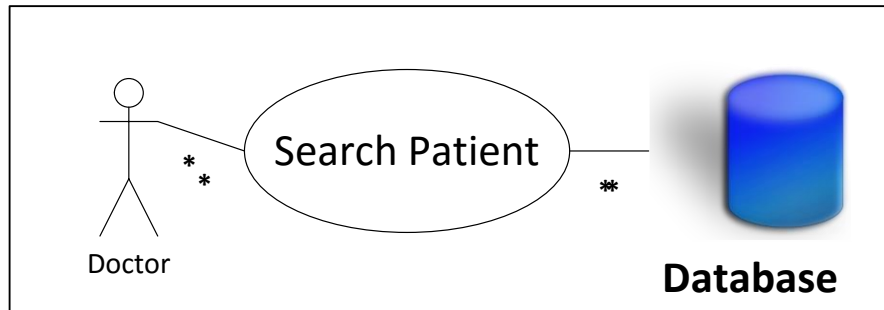 Search Patient
*
*
**
Doctor
Database